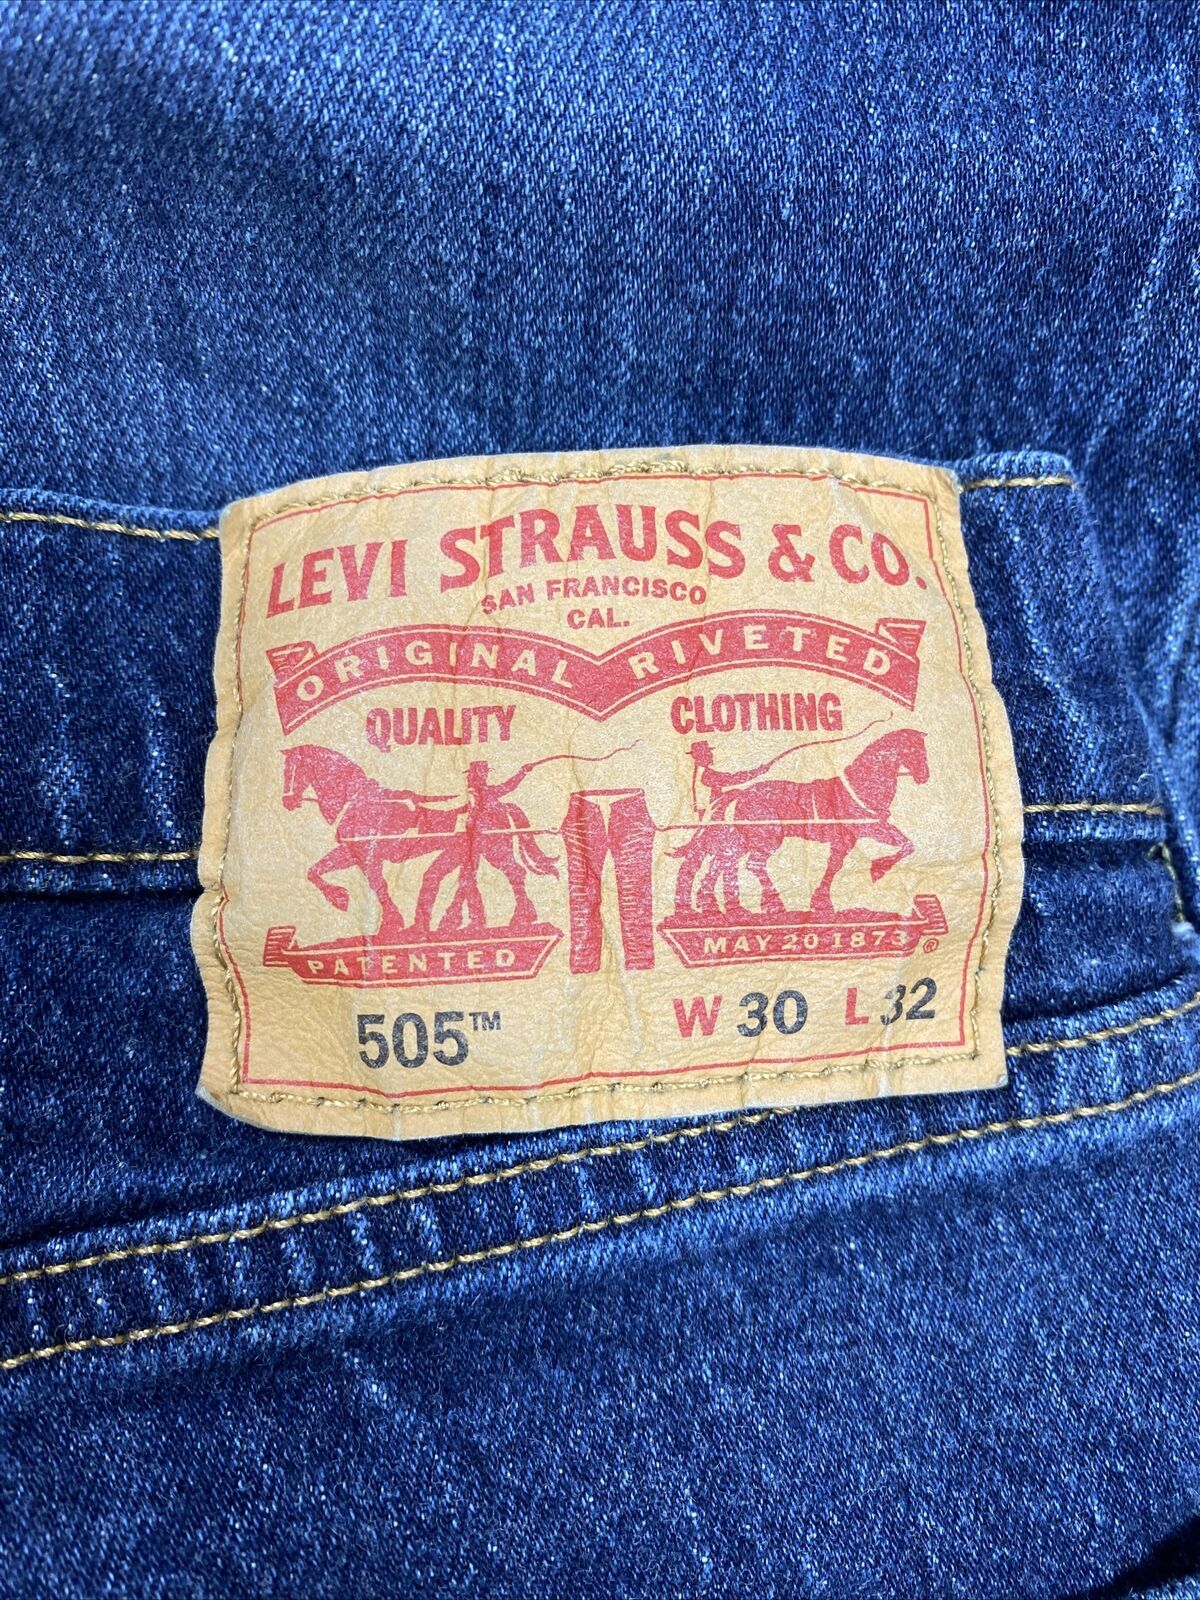 LEVI STRAUSS & CO.
SAN FRANCISCO
CAL.
ORIGINAL RIVETED
QUALITY CLOTHING
PATENTED MAY 20 1873 ®
505™ W 30 L 32